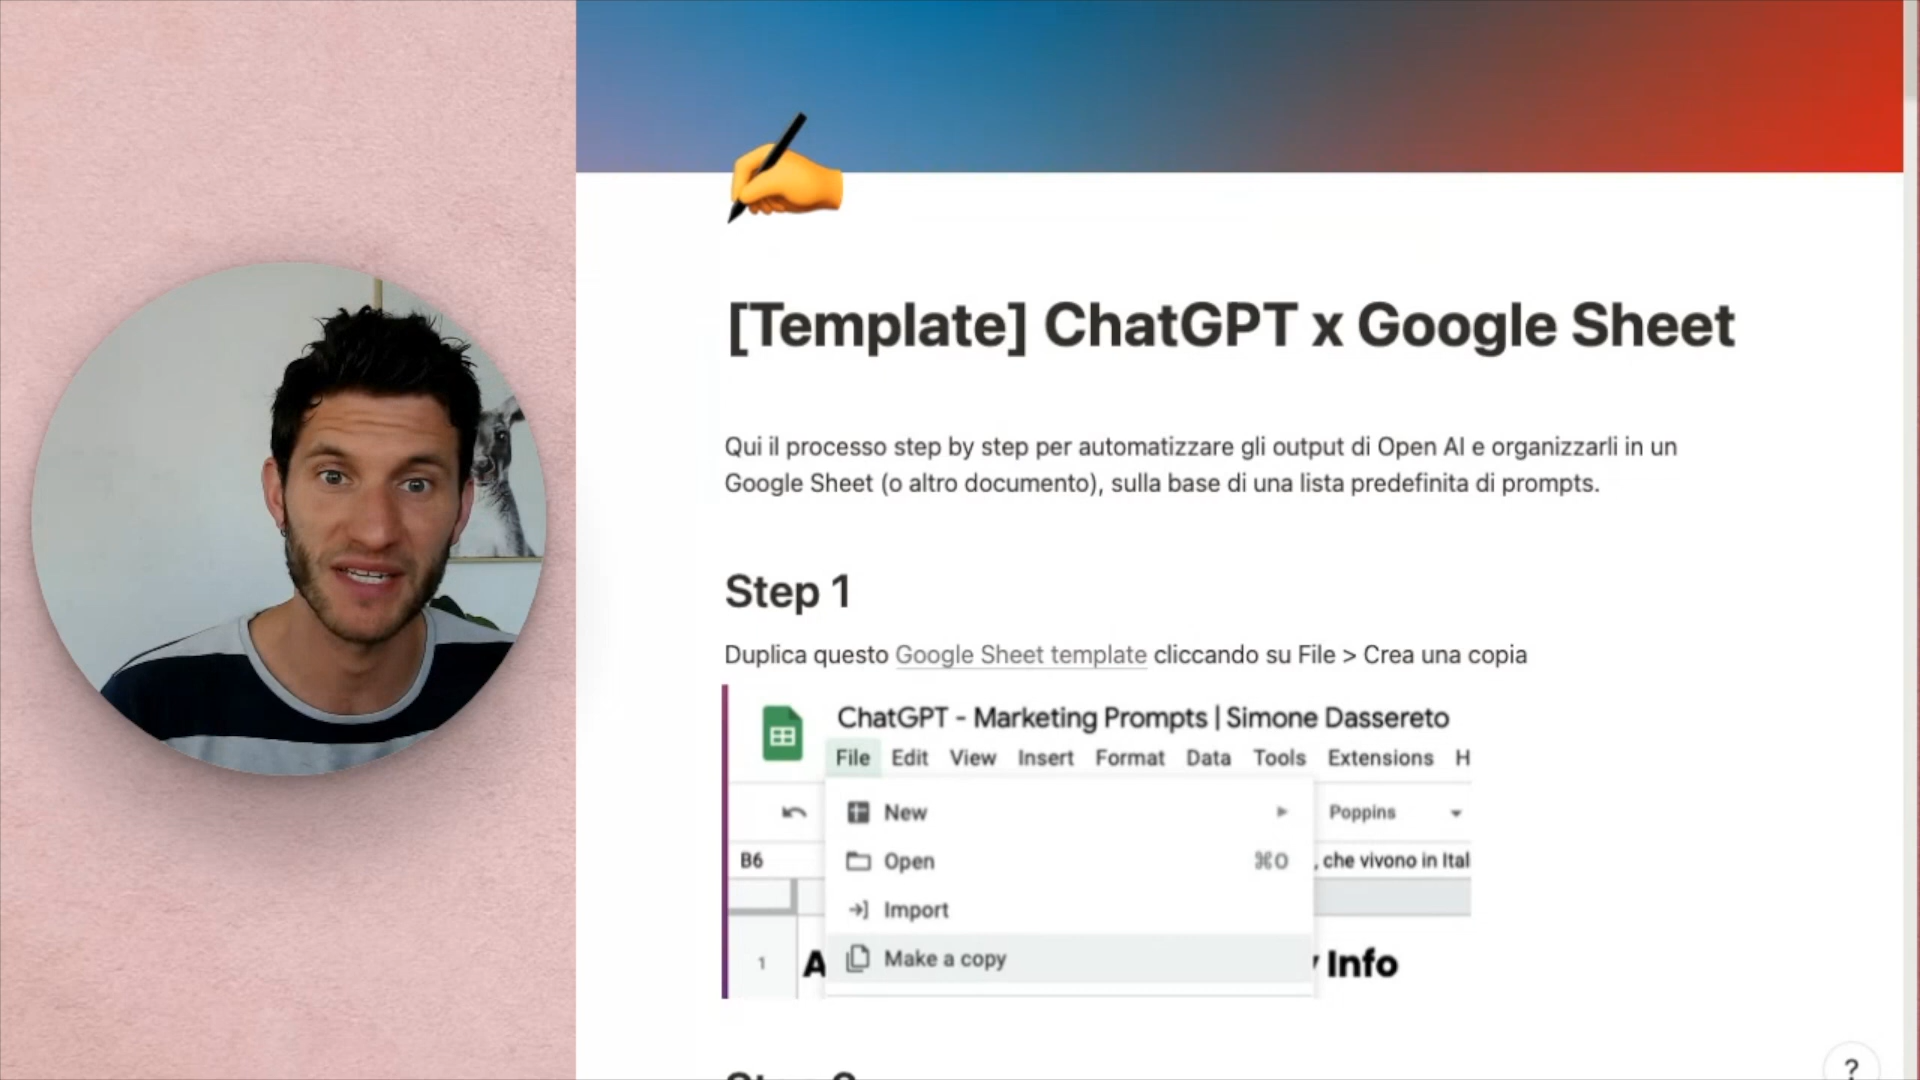 [Template] ChatGPT x Google Sheet
Qui il processo step by step per automatizzare gli output di Open AI e organizzarli in un
Google Sheet (o altro documento), sulla base di una lista predefinita di prompts.
Step 1
Duplica questo Google Sheet template cliccando su File > Crea una copia
ChatGPT - Marketing Prompts | Simone Dassereto
File Edit View Insert Format Data Tools Extensions H
New Poppins
B6 Open ⌘O , che vivono in Ital
Import
1 A Make a copy Info
Step
?